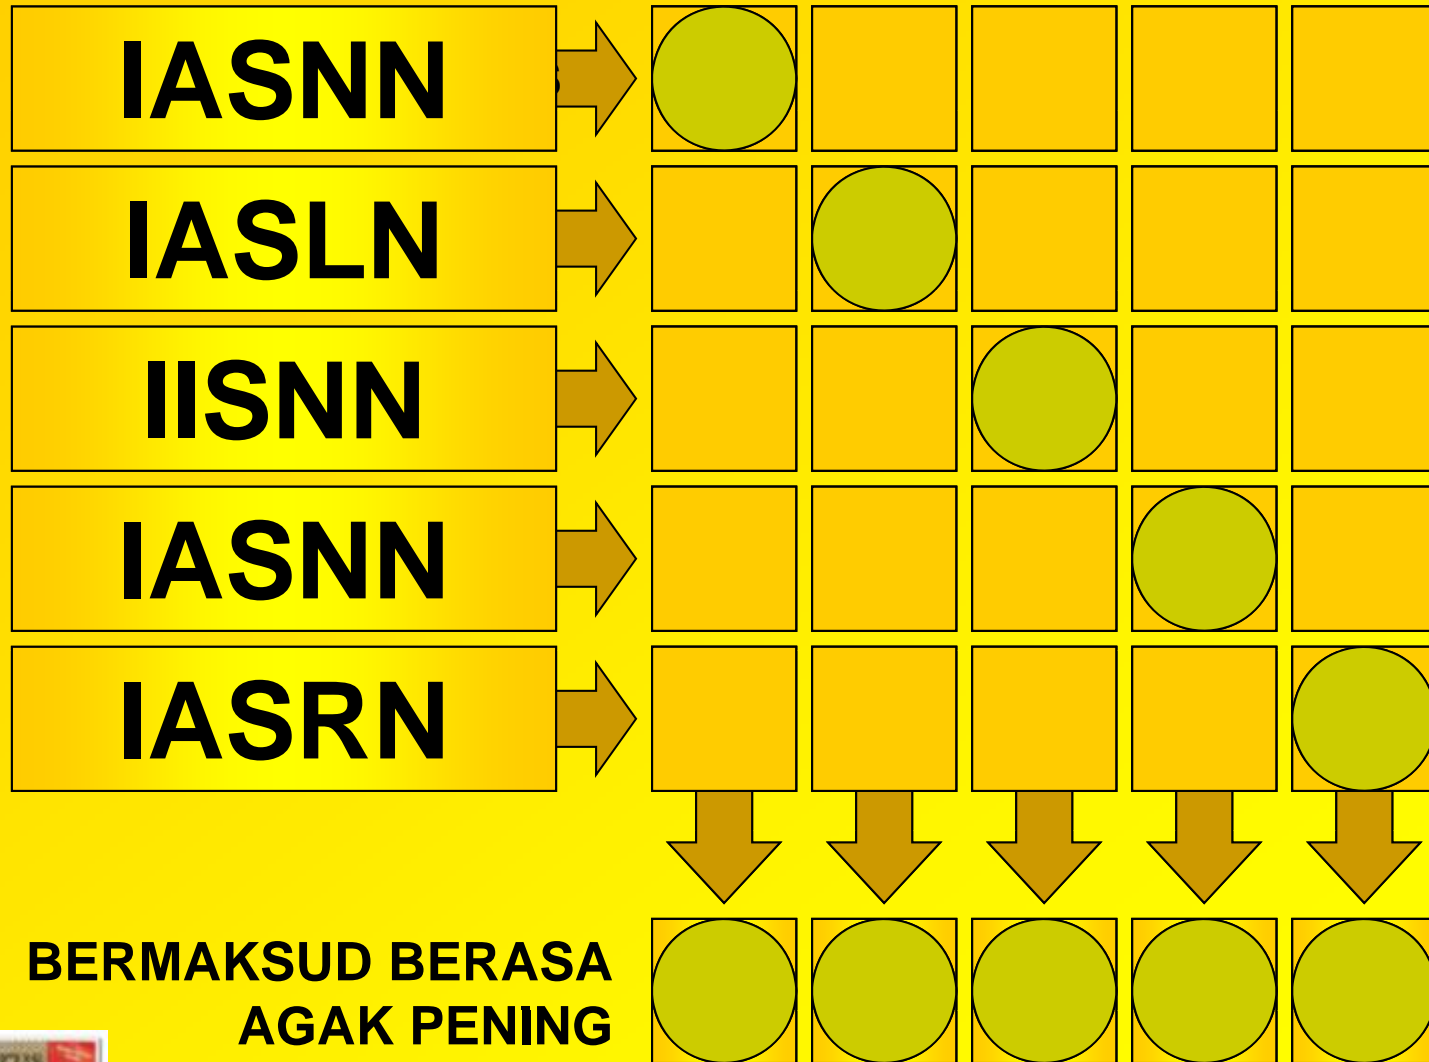 IASNN
IASLN
IISNN
IASNN
IASRN
BERMAKSUD BERASA
AGAK PENING